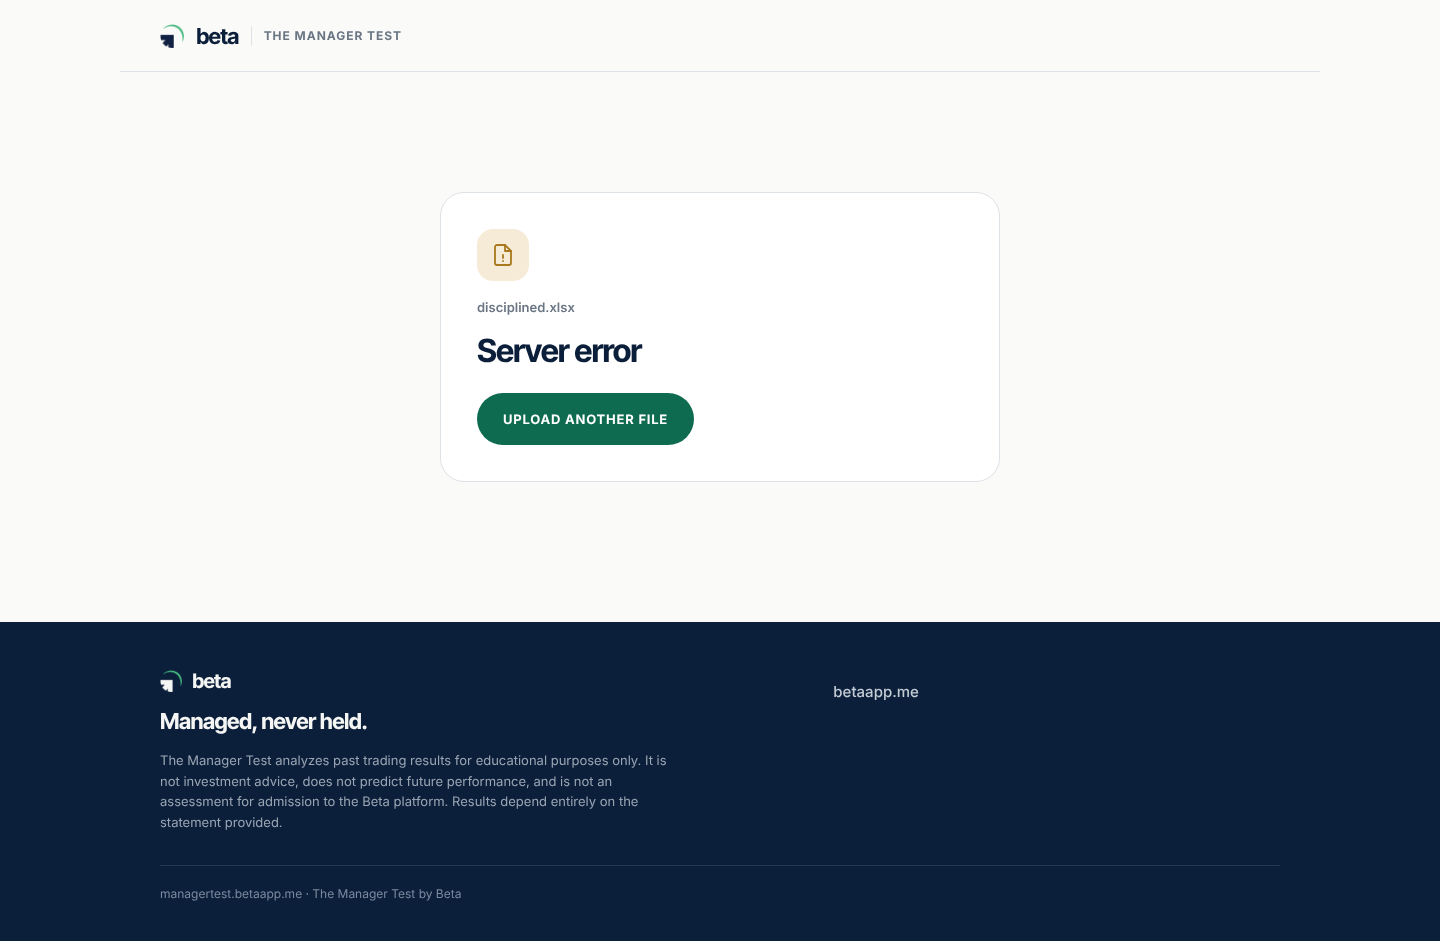 beta
THE MANAGER TEST
disciplined.xlsx
Server error
UPLOAD ANOTHER FILE
beta
Managed, never held.
The Manager Test analyzes past trading results for educational purposes only. It is
not investment advice, does not predict future performance, and is not an
assessment for admission to the Beta platform. Results depend entirely on the
statement provided.
betaapp.me
managertest.betaapp.me · The Manager Test by Beta